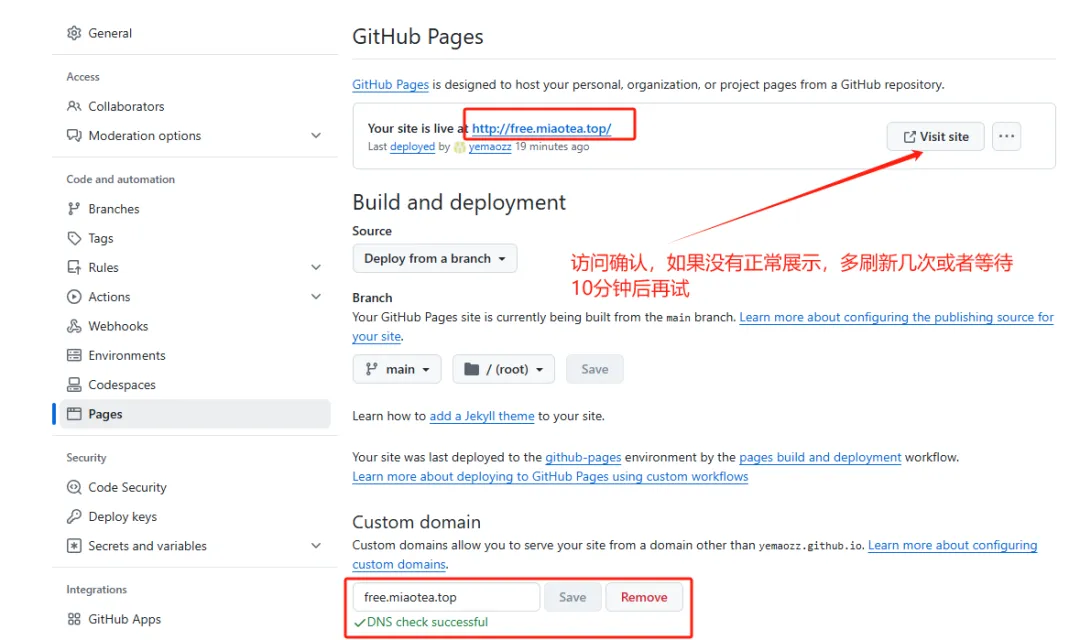 General
Access
Collaborators
Moderation options
Code and automation
Branches
Tags
Rules
Actions
Webhooks
Environments
Codespaces
Pages
Security
Code Security
Deploy keys
Secrets and variables
Integrations
GitHub Apps
GitHub Pages
GitHub Pages is designed to host your personal, organization, or project pages from a GitHub repository.
Your site is live at http://free.miaotea.top/
Last deployed by yemaozz 19 minutes ago
Visit site
Build and deployment
Source
Deploy from a branch
访问确认，如果没有正常展示，多刷新几次或者等待
10分钟后再试
Branch
Your GitHub Pages site is currently being built from the main branch. Learn more about configuring the publishing source for
your site.
main / (root) Save
Learn how to add a Jekyll theme to your site.
Your site was last deployed to the github-pages environment by the pages build and deployment workflow.
Learn more about deploying to GitHub Pages using custom workflows
Custom domain
Custom domains allow you to serve your site from a domain other than yemaozz.github.io. Learn more about configuring
custom domains.
free.miaotea.top Save Remove
DNS check successful